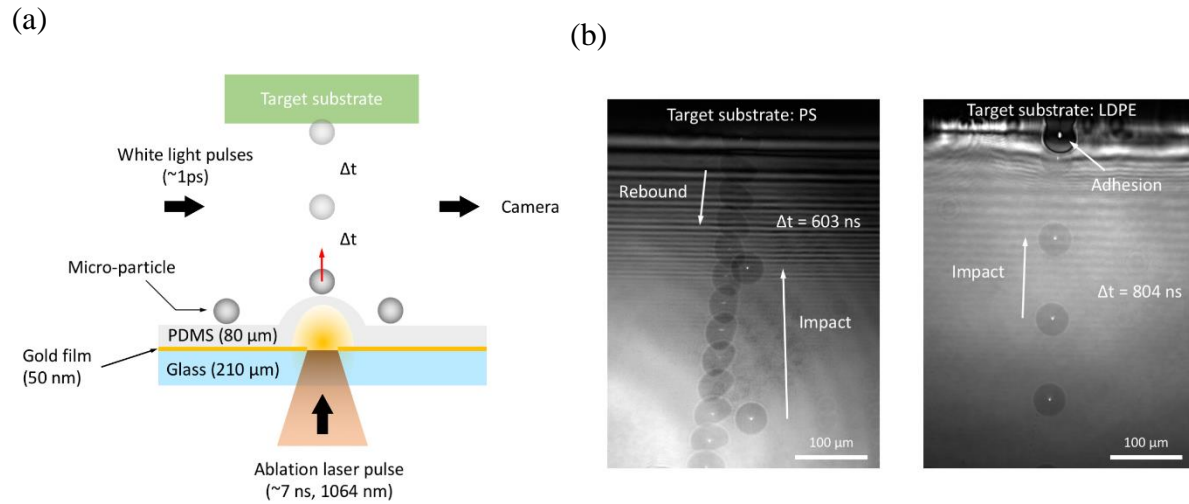 (a)
Target substrate
White light pulses
(~1ps)
Δt
Δt
Camera
Micro-particle
PDMS (80 μm)
Gold film
(50 nm)
Glass (210 μm)
Ablation laser pulse
(~7 ns, 1064 nm)
(b)
Target substrate: PS
Rebound
Δt = 603 ns
Impact
100 μm
Target substrate: LDPE
Adhesion
Impact
Δt = 804 ns
100 μm